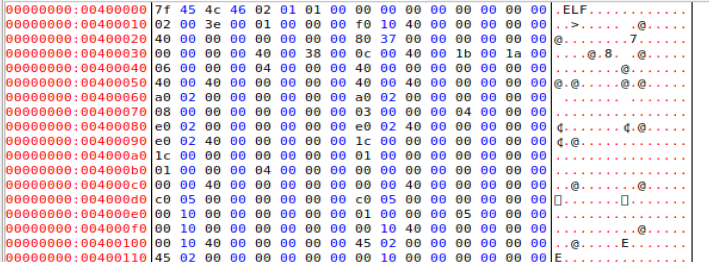 00000000:00400000 7f 45 4c 46 02 01 01 00 00 00 00 00 00 00 00 00 .ELF............
00000000:00400010 02 00 3e 00 01 00 00 00 f0 10 40 00 00 00 00 00 ..>...... .@.....
00000000:00400020 40 00 00 00 00 00 00 00 80 37 00 00 00 00 00 00 @........7......
00000000:00400030 00 00 00 00 40 00 38 00 0c 00 40 00 1b 00 1a 00 ....@.8. .@.....
00000000:00400040 06 00 00 00 04 00 00 00 40 00 00 00 00 00 00 00 ........@.......
00000000:00400050 40 00 40 00 00 00 00 00 40 00 40 00 00 00 00 00 @.@.....@.@.....
00000000:00400060 a0 02 00 00 00 00 00 00 a0 02 00 00 00 00 00 00 ....... .......
00000000:00400070 08 00 00 00 00 00 00 00 03 00 00 00 04 00 00 00 ................
00000000:00400080 e0 02 00 00 00 00 00 00 e0 02 40 00 00 00 00 00 ¢.......¢.@.....
00000000:00400090 e0 02 40 00 00 00 00 00 1c 00 00 00 00 00 00 00 ¢.@.............
00000000:004000a0 1c 00 00 00 00 00 00 00 01 00 00 00 00 00 00 00 ................
00000000:004000b0 01 00 00 00 04 00 00 00 00 00 00 00 00 00 00 00 ................
00000000:004000c0 00 00 40 00 00 00 00 00 00 00 40 00 00 00 00 00 ..@.......@.....
00000000:004000d0 c0 05 00 00 00 00 00 00 c0 05 00 00 00 00 00 00 ....... .......
00000000:004000e0 00 10 00 00 00 00 00 00 01 00 00 00 05 00 00 00 ................
00000000:004000f0 00 10 00 00 00 00 00 00 00 10 40 00 00 00 00 00 ..........@.....
00000000:00400100 00 10 40 00 00 00 00 00 45 02 00 00 00 00 00 00 ..@.....E.......
00000000:00400110 45 02 00 00 00 00 00 00 00 10 00 00 00 00 00 00 E...............